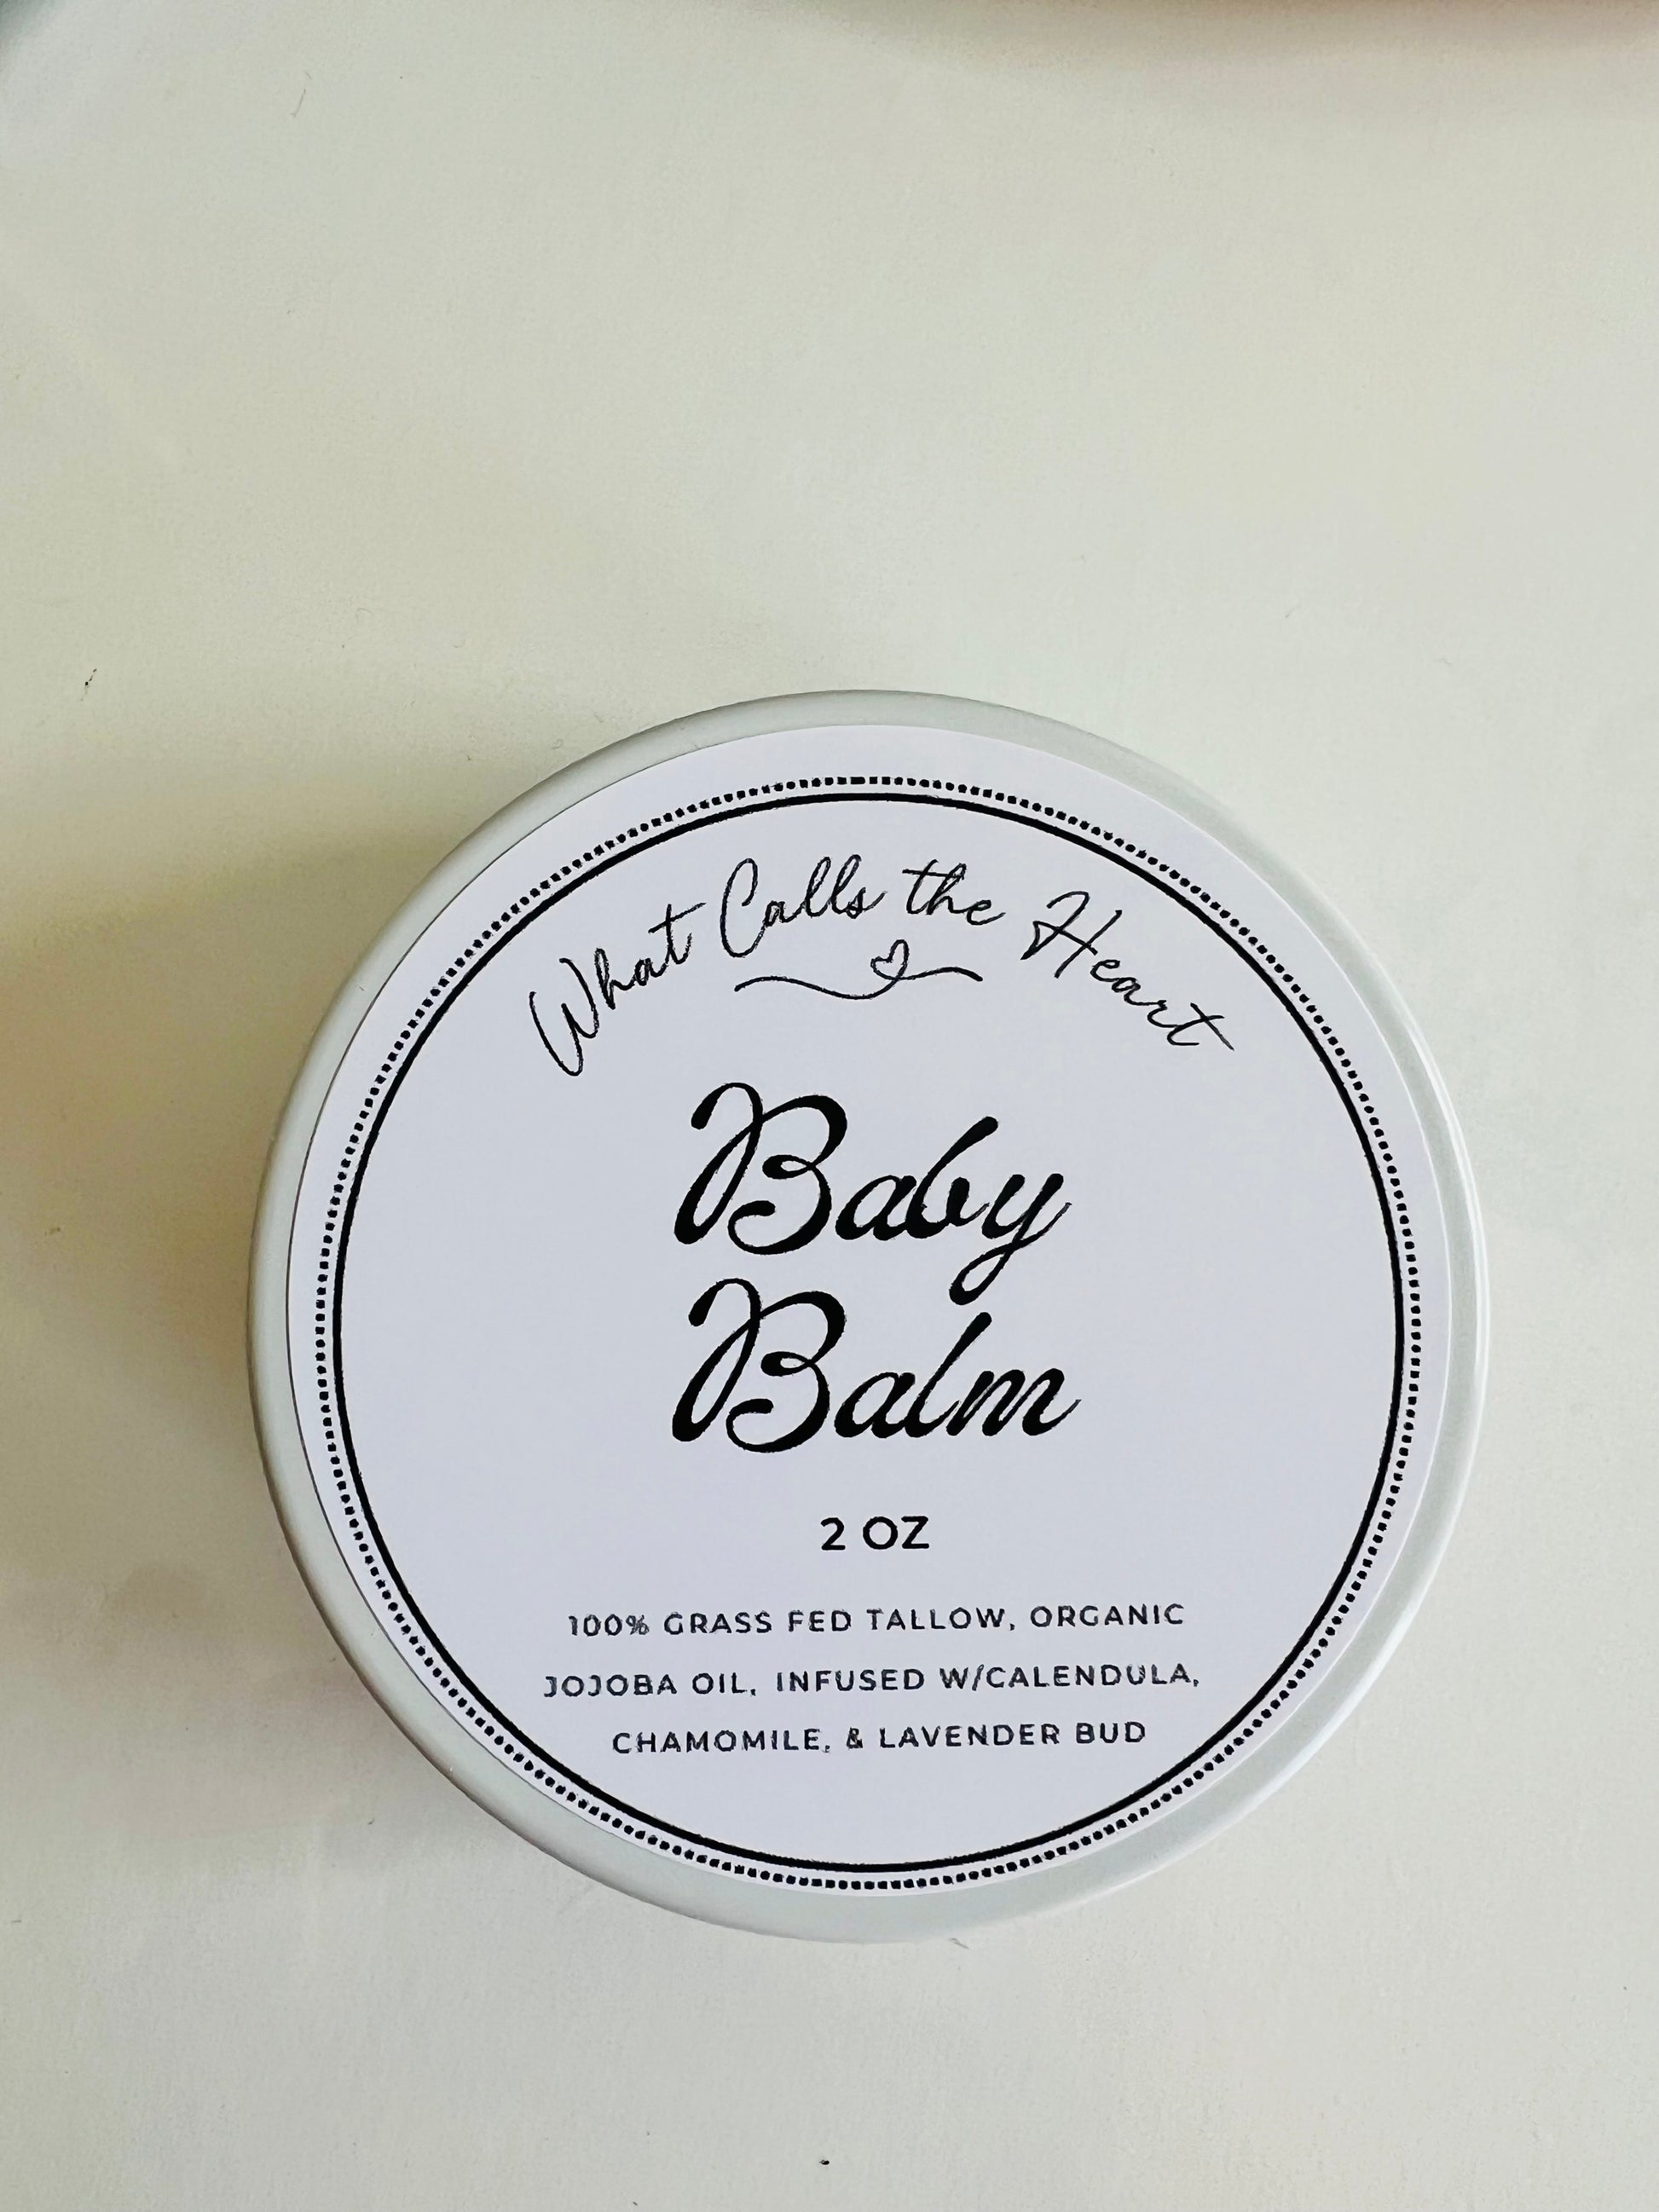 What Calls the Heart
Baby
Balm
2 OZ
100% GRASS FED TALLOW, ORGANIC
JOJOBA OIL, INFUSED W/CALENDULA,
CHAMOMILE, & LAVENDER BUD